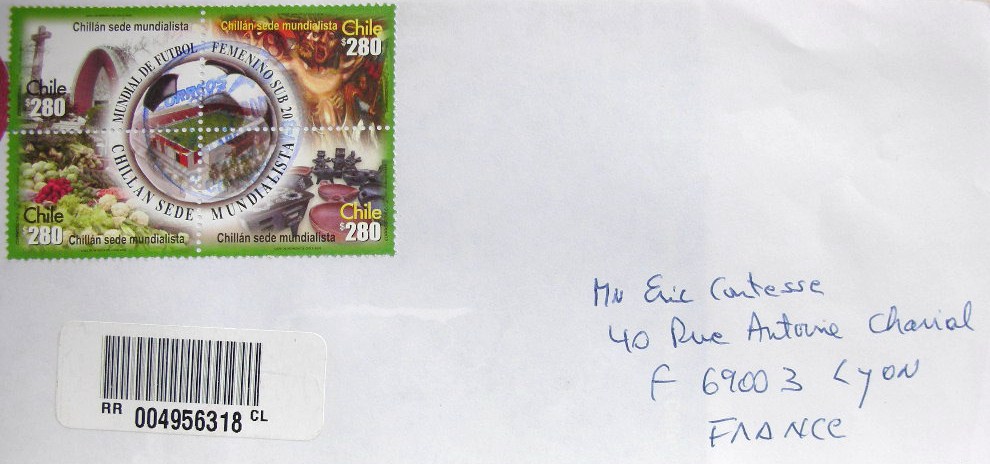 Chillán sede mundialista
Chillán sede mundialista
Chile
$280
Chile
$280
MUNDIAL DE FUTBOL FEMENINO SUB 20
CORREOS
CHILLÁN SEDE MUNDIALISTA
Chile
$280
Chillán sede mundialista
Chile
$280
Chillán sede mundialista
Mr Eric Contesse
40 Rue Antoine Charial
F 69003 LYON
FRANCE
RR 004956318 CL